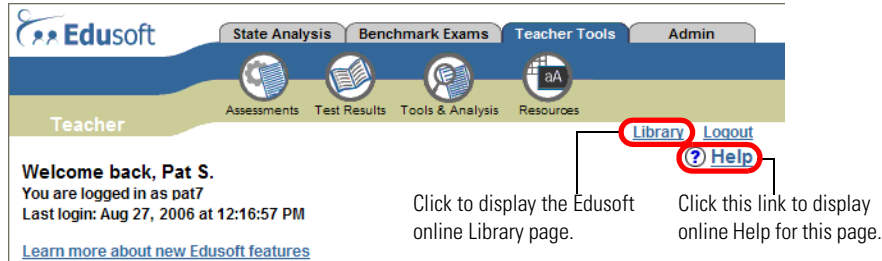 Edusoft
State Analysis Benchmark Exams Teacher Tools Admin
aA
Assessments Test Results Tools & Analysis Resources
Teacher
Library Logout
? Help
Welcome back, Pat S.
You are logged in as pat7
Last login: Aug 27, 2006 at 12:16:57 PM
Learn more about new Edusoft features
Click to display the Edusoft
online Library page.
Click this link to display
online Help for this page.